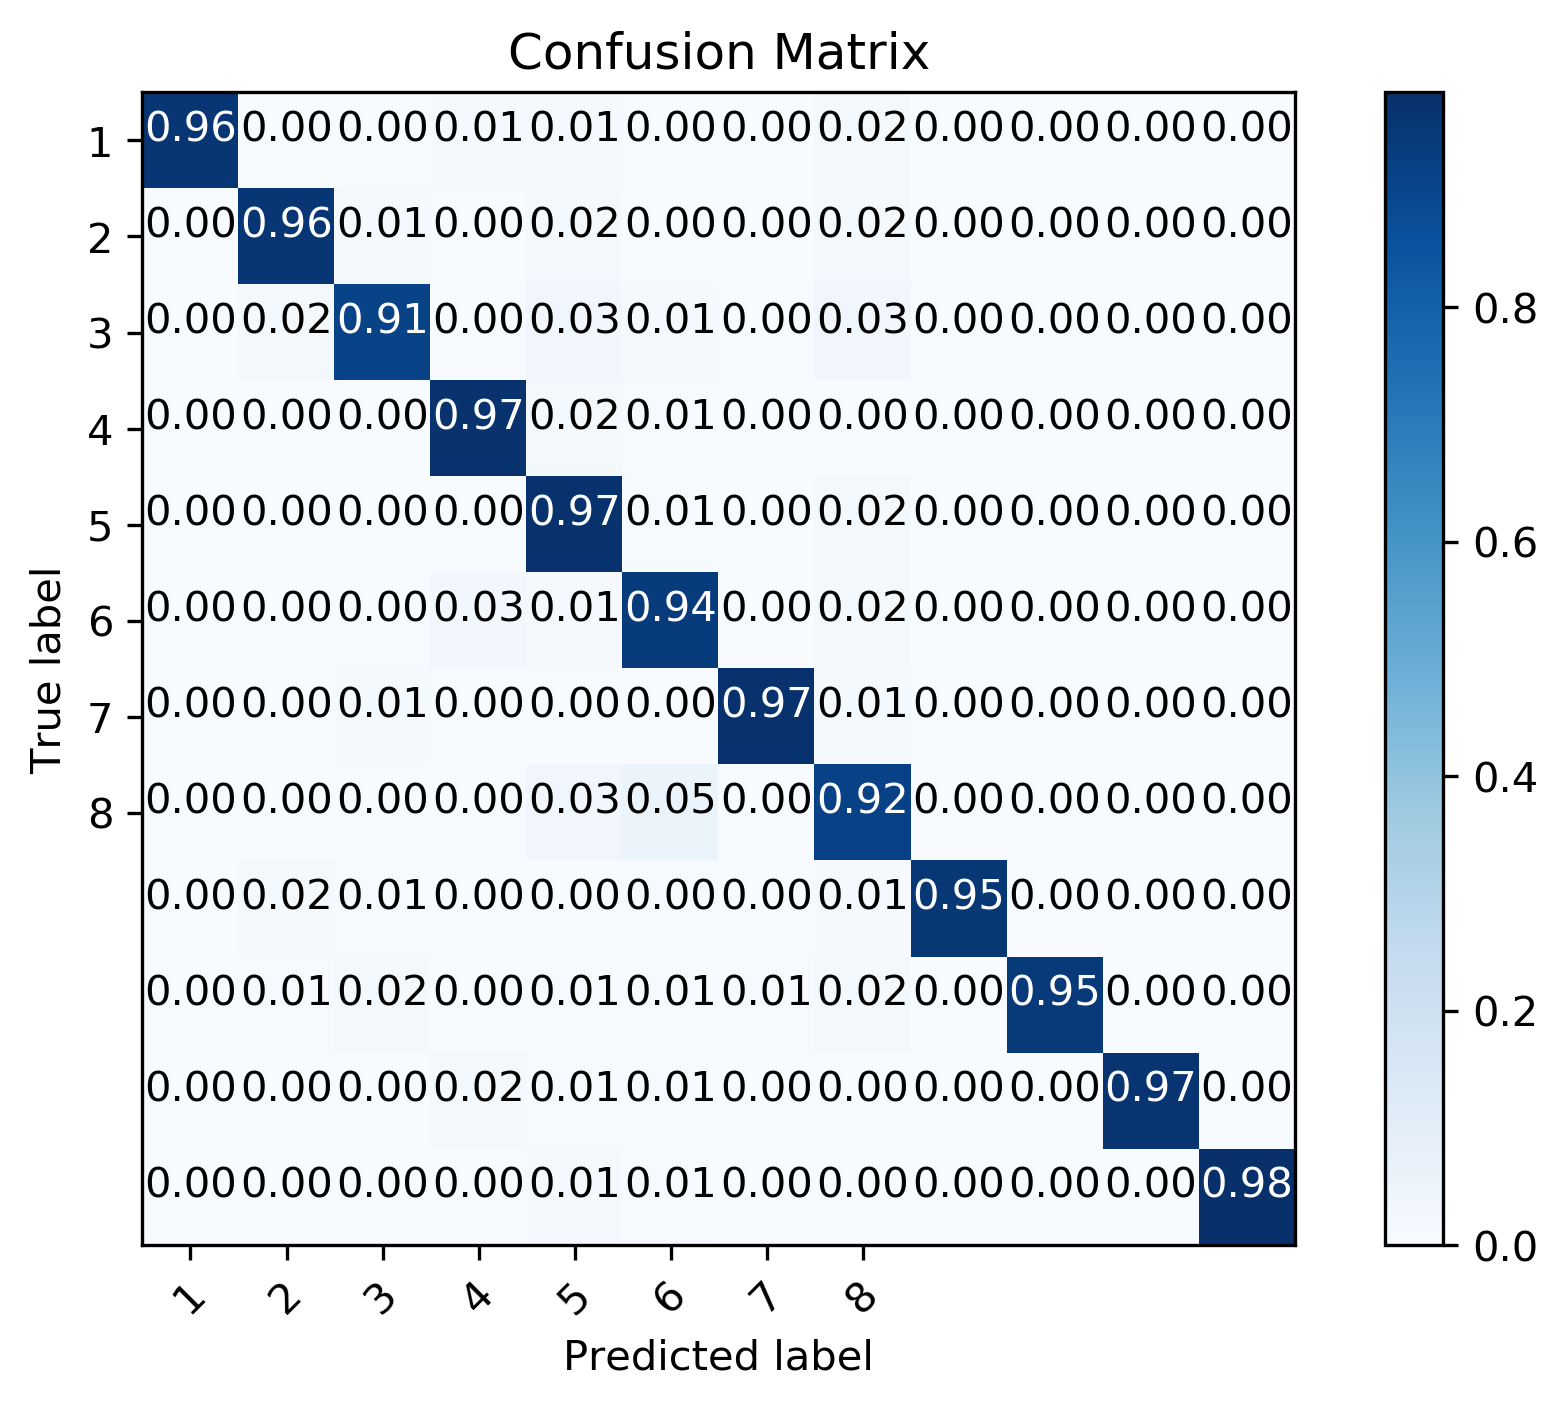 Confusion Matrix
1 0.96 0.00 0.00 0.01 0.01 0.00 0.00 0.02 0.00 0.00 0.00 0.00
2 0.00 0.96 0.01 0.00 0.02 0.00 0.00 0.02 0.00 0.00 0.00 0.00
3 0.00 0.02 0.91 0.00 0.03 0.01 0.00 0.03 0.00 0.00 0.00 0.00
4 0.00 0.00 0.00 0.97 0.02 0.01 0.00 0.00 0.00 0.00 0.00 0.00
5 0.00 0.00 0.00 0.00 0.97 0.01 0.00 0.02 0.00 0.00 0.00 0.00
6 0.00 0.00 0.00 0.03 0.01 0.94 0.00 0.02 0.00 0.00 0.00 0.00
7 0.00 0.00 0.01 0.00 0.00 0.00 0.97 0.01 0.00 0.00 0.00 0.00
8 0.00 0.00 0.00 0.00 0.03 0.05 0.00 0.92 0.00 0.00 0.00 0.00
0.00 0.02 0.01 0.00 0.00 0.00 0.00 0.01 0.95 0.00 0.00 0.00
0.00 0.01 0.02 0.00 0.01 0.01 0.01 0.02 0.00 0.95 0.00 0.00
0.00 0.00 0.00 0.02 0.01 0.01 0.00 0.00 0.00 0.00 0.97 0.00
0.00 0.00 0.00 0.00 0.01 0.01 0.00 0.00 0.00 0.00 0.00 0.98
1 2 3 4 5 6 7 8
Predicted label
True label
0.8
0.6
0.4
0.2
0.0